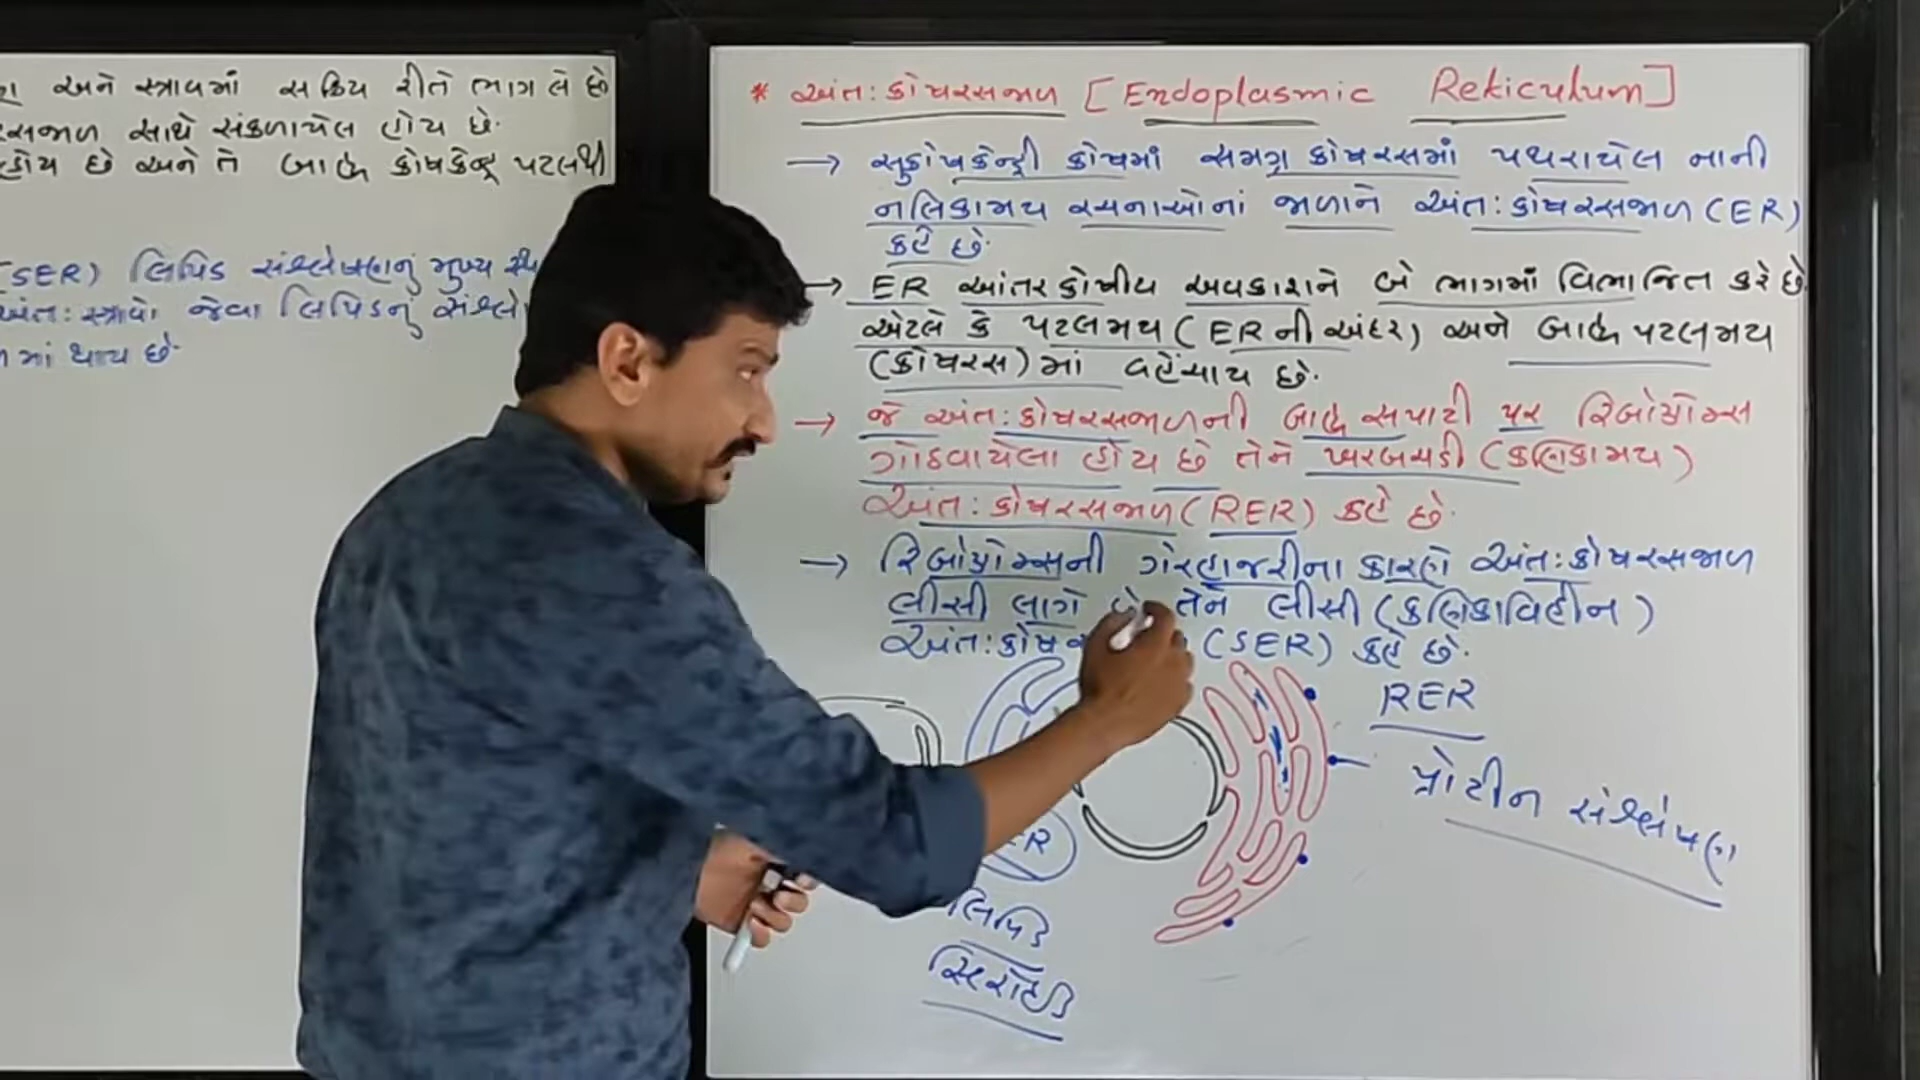 અને સ્ત્રાવમાં સક્રિય રીતે ભાગ લે છે
સાથે સંકળાયેલ હોય છે.
હોય છે અને તે બાહ્ય કોષકેન્દ્ર પટલથી
(SER) લિપિડ સંશ્લેષણનું મુખ્ય
અંત:સ્ત્રાવો જેવા લિપિડનું
માં થાય છે.
* અંત:કોષરસજાળ [Endoplasmic Reticulum]
→ સુકોષકેન્દ્રી કોષમાં સમગ્ર કોષરસમાં પથરાયેલ નાની
નલિકામય રચનાઓનાં જાળાને અંત:કોષરસજાળ (ER)
કહે છે.
→ ER આંતરકોષીય અવકાશને બે ભાગમાં વિભાજિત કરે છે
એટલે કે પટલમય (ERની અંદર) અને બાહ્ય પટલમય
(કોષરસ)માં વહેંચાય છે.
→ જે અંત:કોષરસજાળની બાહ્ય સપાટી પર રિબોઝોમ્સ
ગોઠવાયેલા હોય છે તેને ખરબચડી (કણિકામય)
અંત:કોષરસજાળ (RER) કહે છે.
→ રિબોઝોમ્સની ગેરહાજરીના કારણે અંત:કોષરસજાળ
લીસી લાગે છે તેને લીસી (કણિકાવિહીન)
અંત:કોષ (SER) કહે છે.
RER
પ્રોટીન સંશ્લેષણ
ER
લિપિડ
સ્ટિરોઈડ